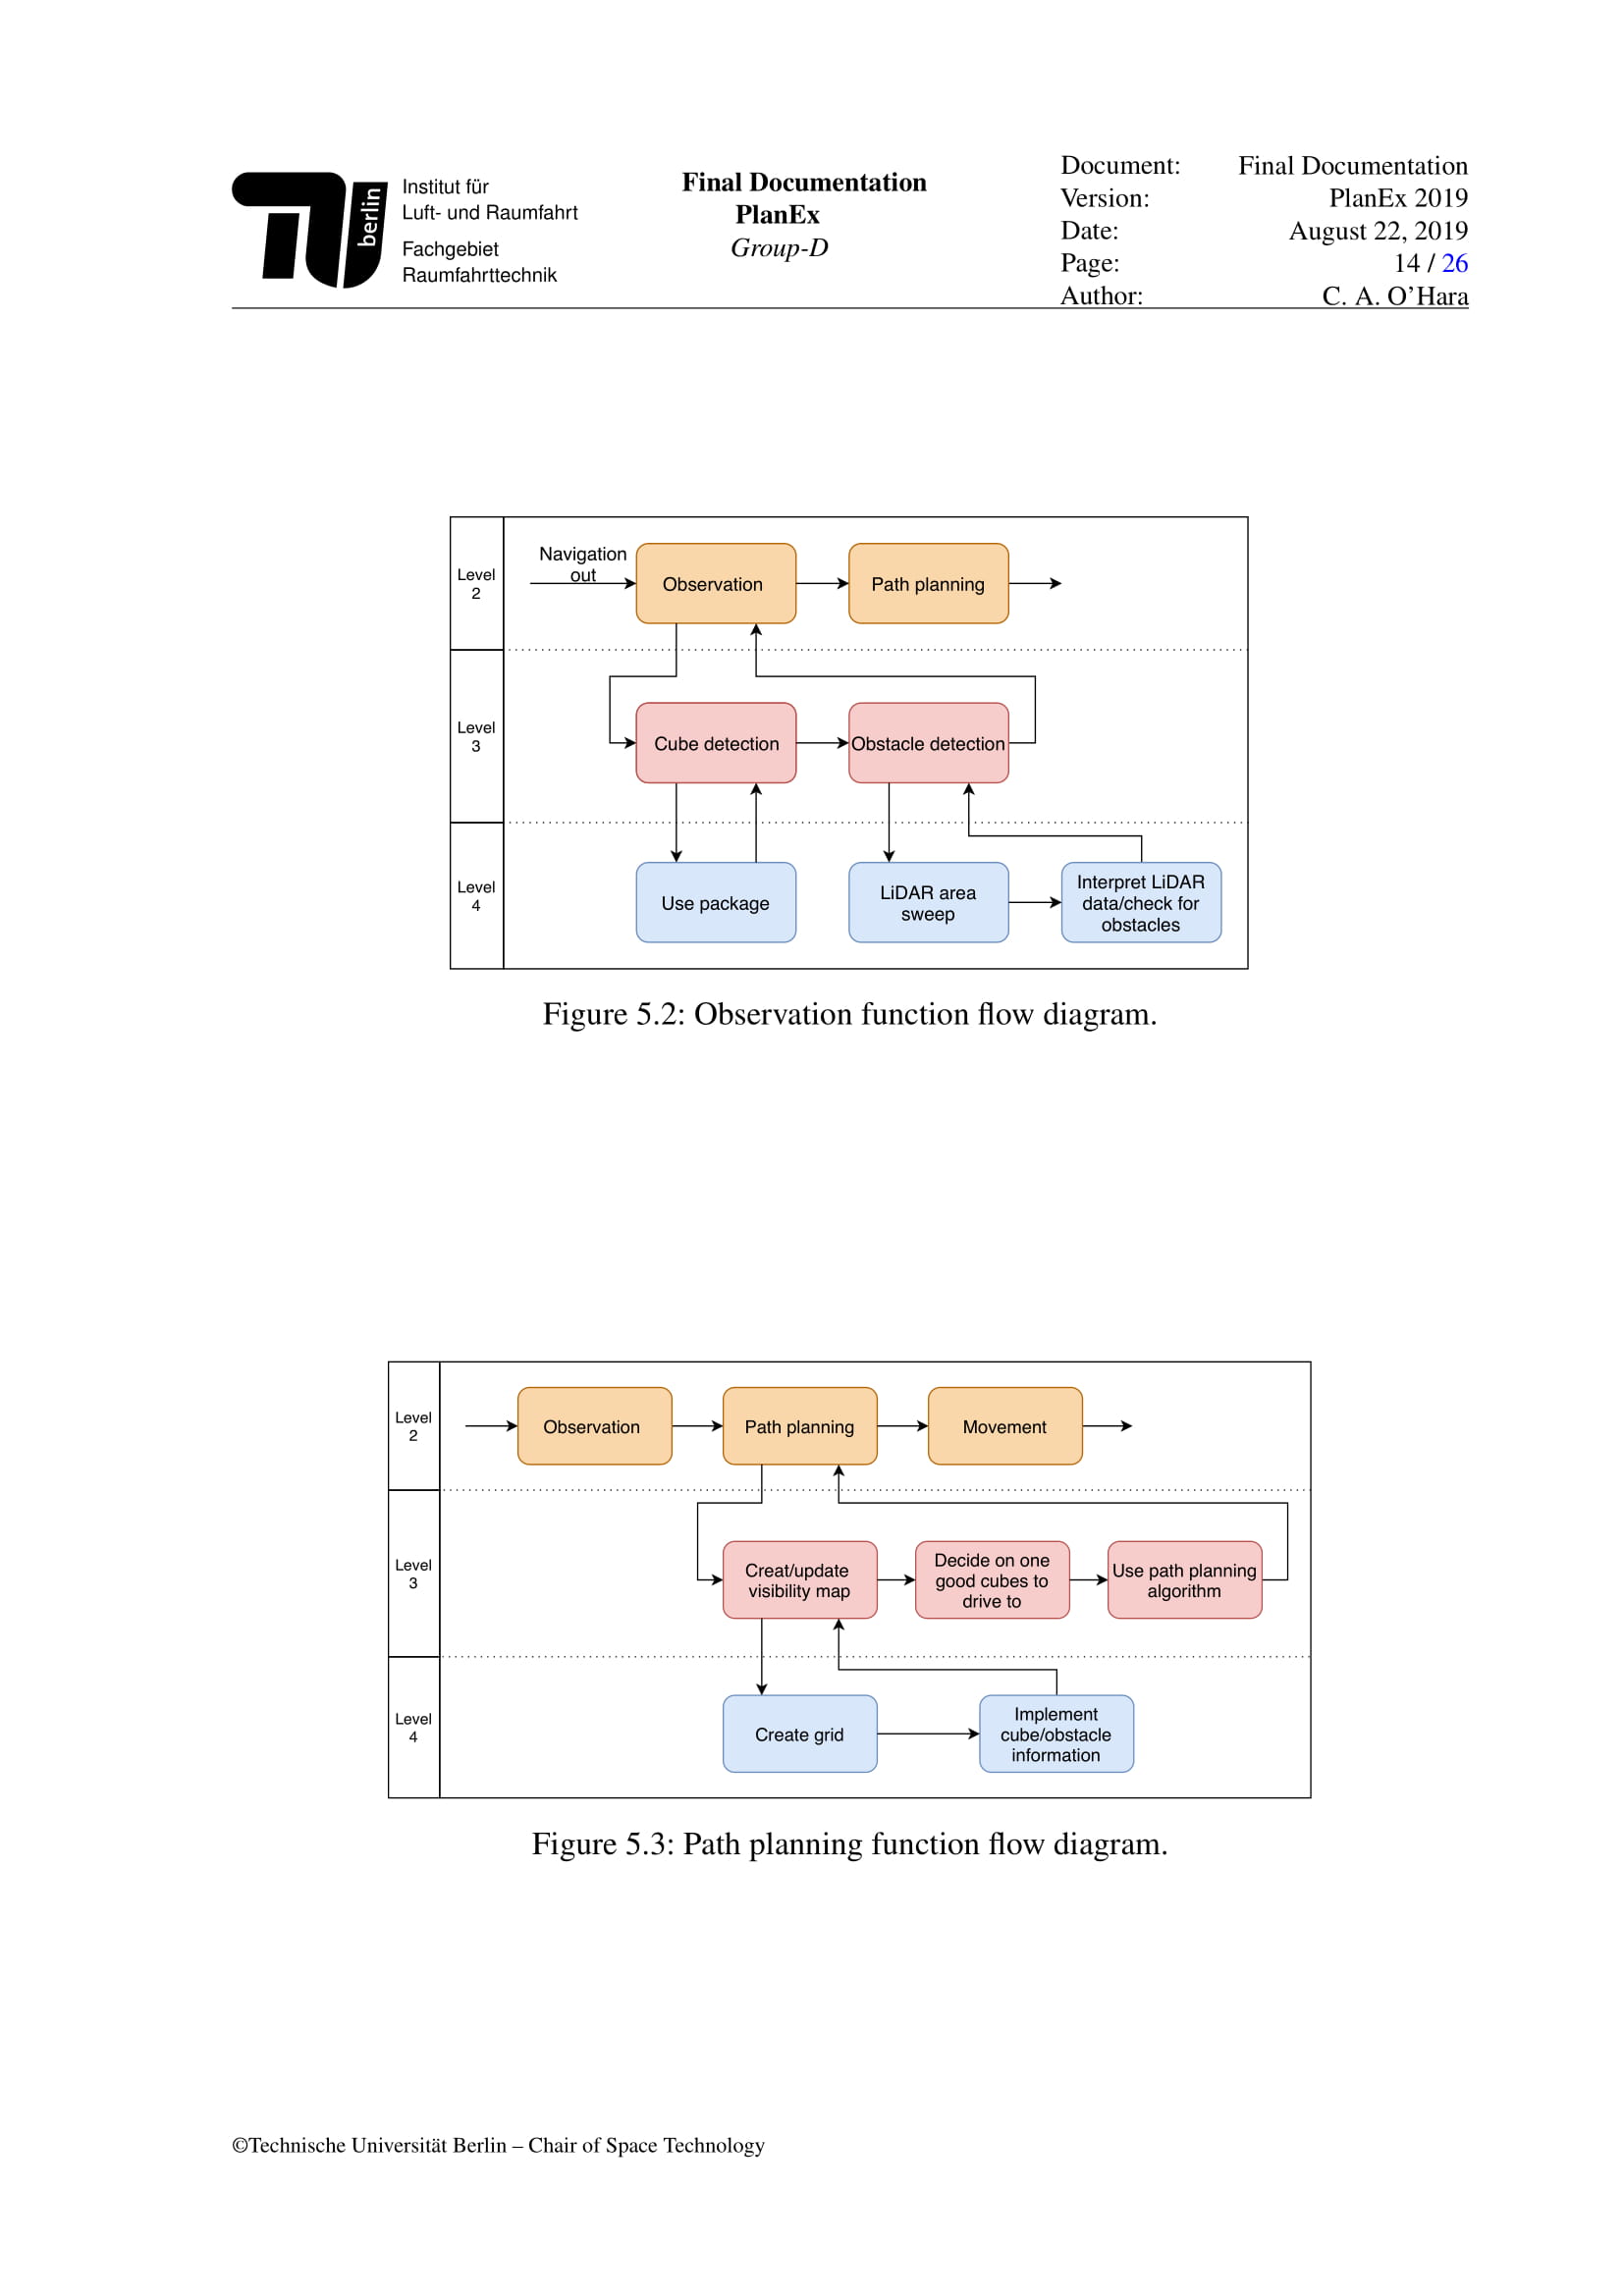 berlin
Institut für
Luft- und Raumfahrt
Fachgebiet
Raumfahrttechnik
Final Documentation
PlanEx
Group-D
Document: Final Documentation
Version: PlanEx 2019
Date: August 22, 2019
Page: 14 / 26
Author: C. A. O’Hara
Level
2
Navigation
out
Observation
Path planning
Level
3
Cube detection
Obstacle detection
Level
4
Use package
LiDAR area
sweep
Interpret LiDAR
data/check for
obstacles
Figure 5.2: Observation function flow diagram.
Level
2
Observation
Path planning
Movement
Level
3
Creat/update
visibility map
Decide on one
good cubes to
drive to
Use path planning
algorithm
Level
4
Create grid
Implement
cube/obstacle
information
Figure 5.3: Path planning function flow diagram.
©Technische Universität Berlin – Chair of Space Technology